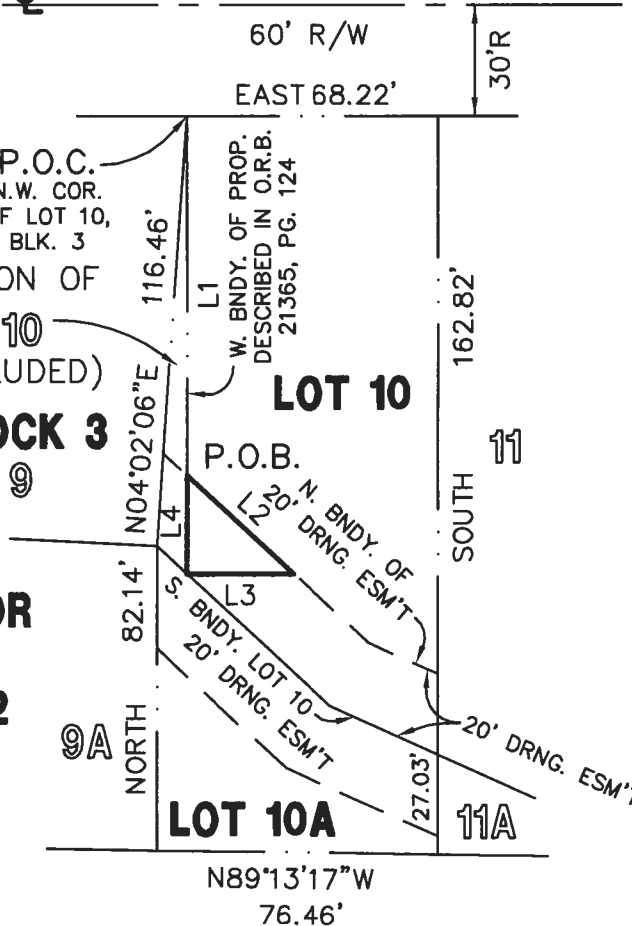 ℄
60' R/W
30'R
EAST 68.22'
P.O.C.
N.W. COR.
F LOT 10,
BLK. 3
ON OF
10
LUDED)
OCK 3
9
116.46'
N04°02'06"E
L1
W. BNDY. OF PROP.
DESCRIBED IN O.R.B.
21365, PG. 124
162.82'
SOUTH
LOT 10
11
P.O.B.
L2
L4
L3
N. BNDY. OF
20' DRNG. ESM'T
S. BNDY. LOT 10
20' DRNG. ESM'T
82.14'
NORTH
OR
2
9A
20' DRNG. ESM'T
27.03'
LOT 10A
11A
N89°13'17"W
76.46'